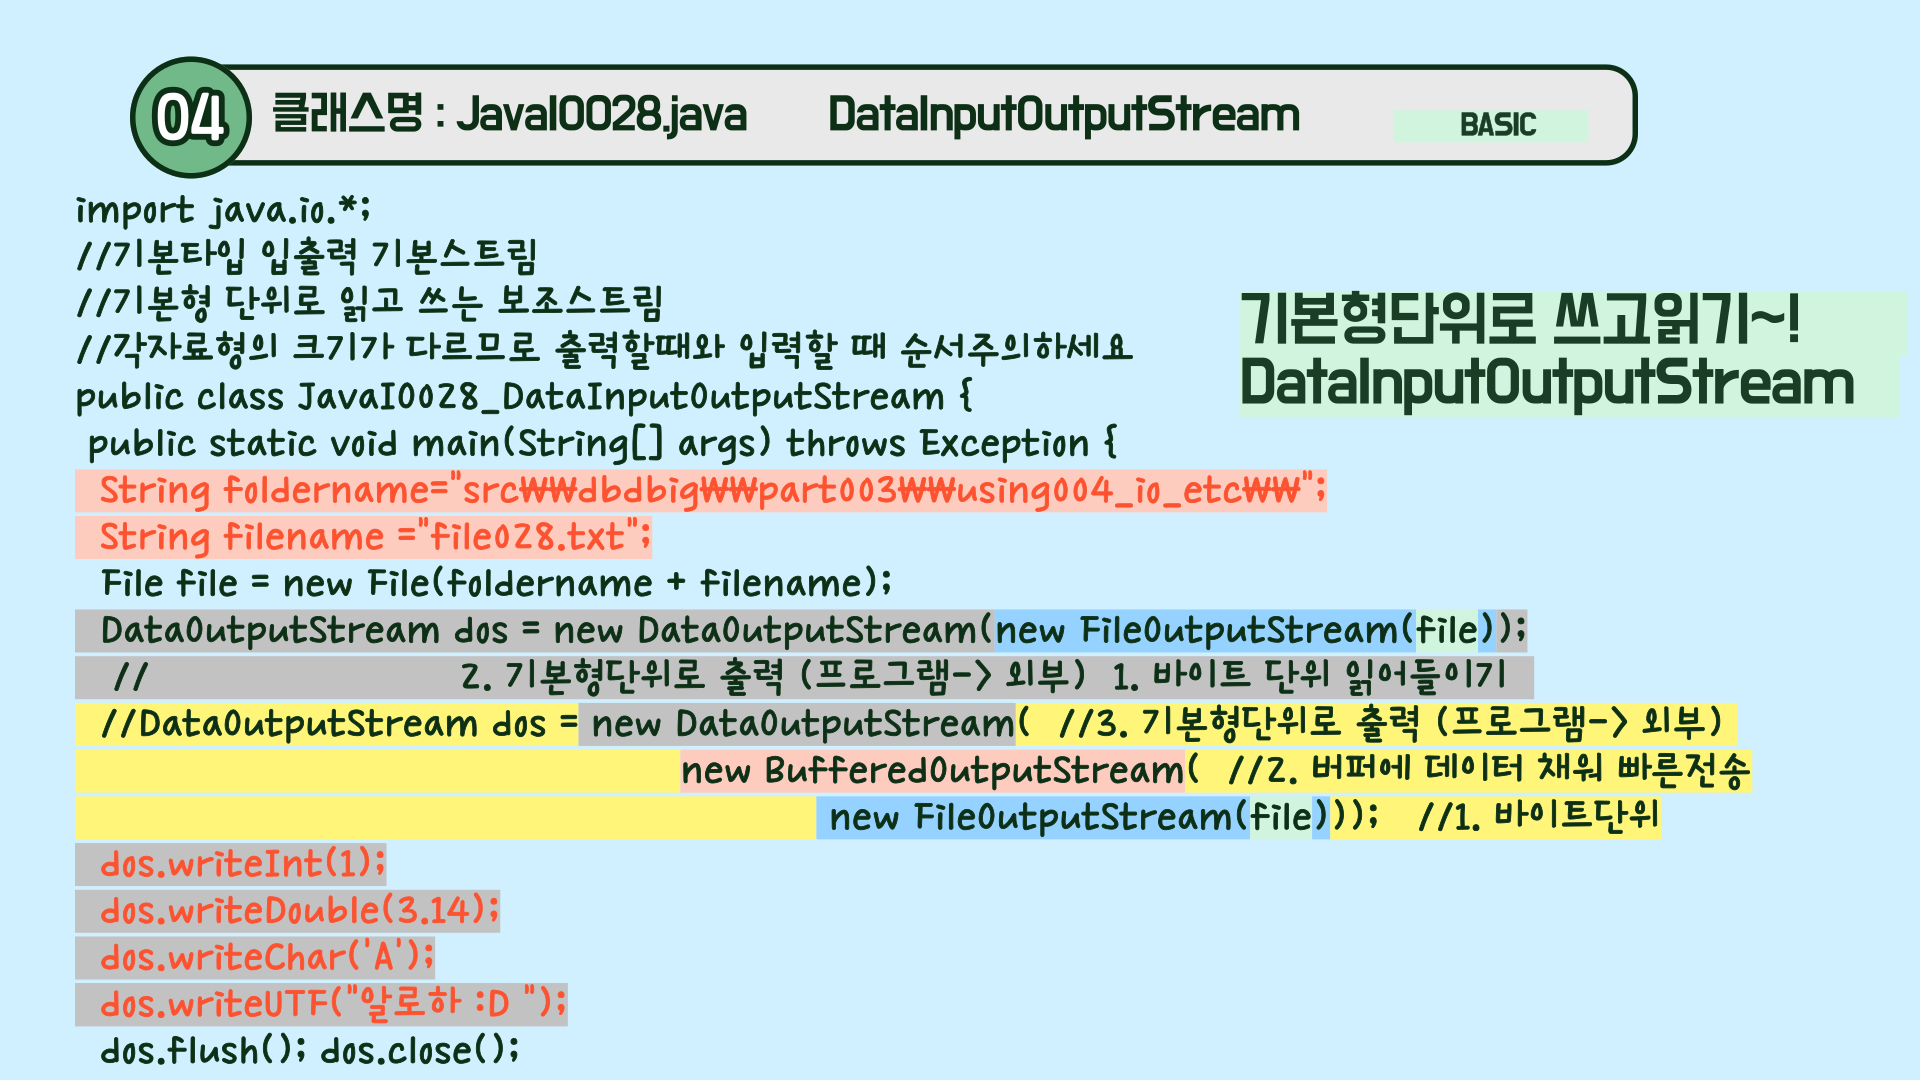 04 클래스명 : JavaIO028.java DataInputOutputStream BASIC
import java.io.*;
//기본타입 입출력 기본스트림
//기본형 단위로 읽고 쓰는 보조스트림
//각자료형의 크기가 다르므로 출력할때와 입력할 때 순서주의하세요
기본형단위로 쓰고읽기~!
DataInputOutputStream
public class JavaIO028_DataInputOutputStream {
public static void main(String[] args) throws Exception {
String foldername="src₩₩dbdbig₩₩part003₩₩using004_io_etc₩₩";
String filename ="file028.txt";
File file = new File(foldername + filename);
DataOutputStream dos = new DataOutputStream(new FileOutputStream(file));
// 2. 기본형단위로 출력 (프로그램-> 외부) 1. 바이트 단위 읽어들이기
//DataOutputStream dos = new DataOutputStream( //3. 기본형단위로 출력 (프로그램-> 외부)
new BufferedOutputStream( //2. 버퍼에 데이터 채워 빠른전송
new FileOutputStream(file))); //1. 바이트단위
dos.writeInt(1);
dos.writeDouble(3.14);
dos.writeChar('A');
dos.writeUTF("알로하 :D ");
dos.flush(); dos.close();